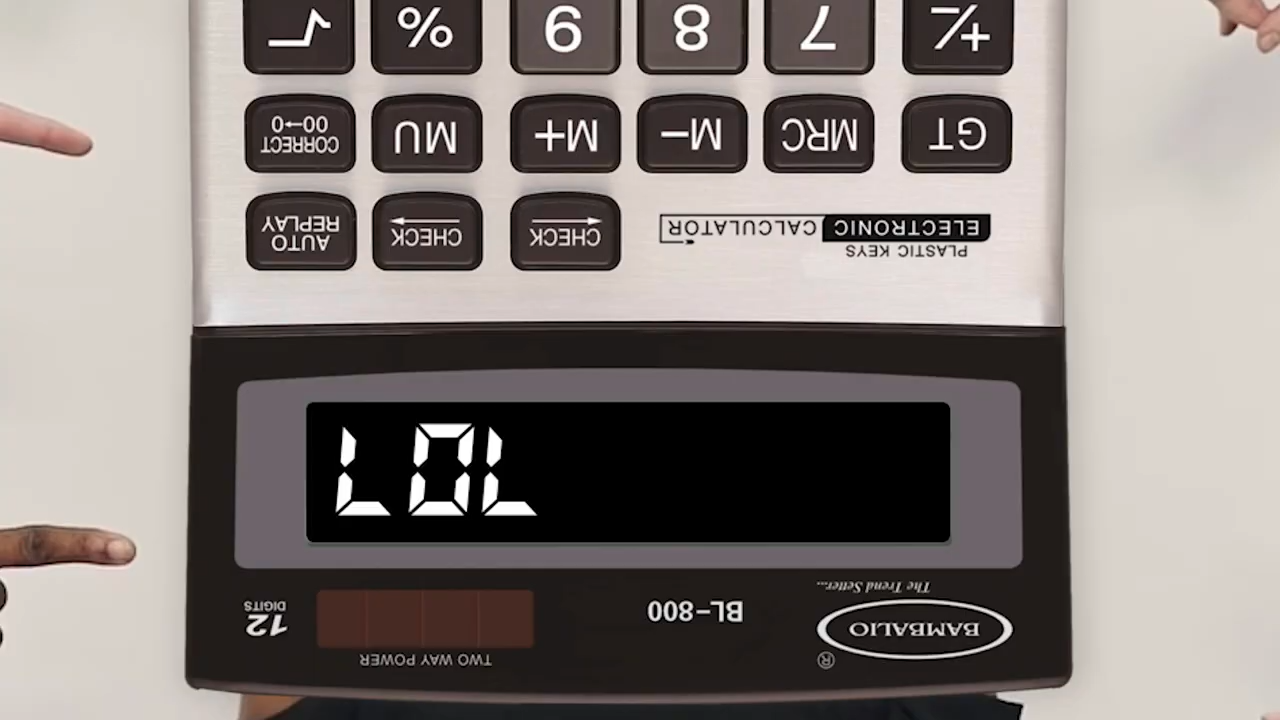 TWO WAY POWER
BAMBALIO ®
The Trend Setter...
BL-800
12 DIGITS
LOL
PLASTIC KEYS
ELECTRONIC CALCULATOR
CHECK → CHECK ← AUTO REPLAY
GT MRC M− M+ MU CORRECT 00→0
+/− 7 8 9 % √